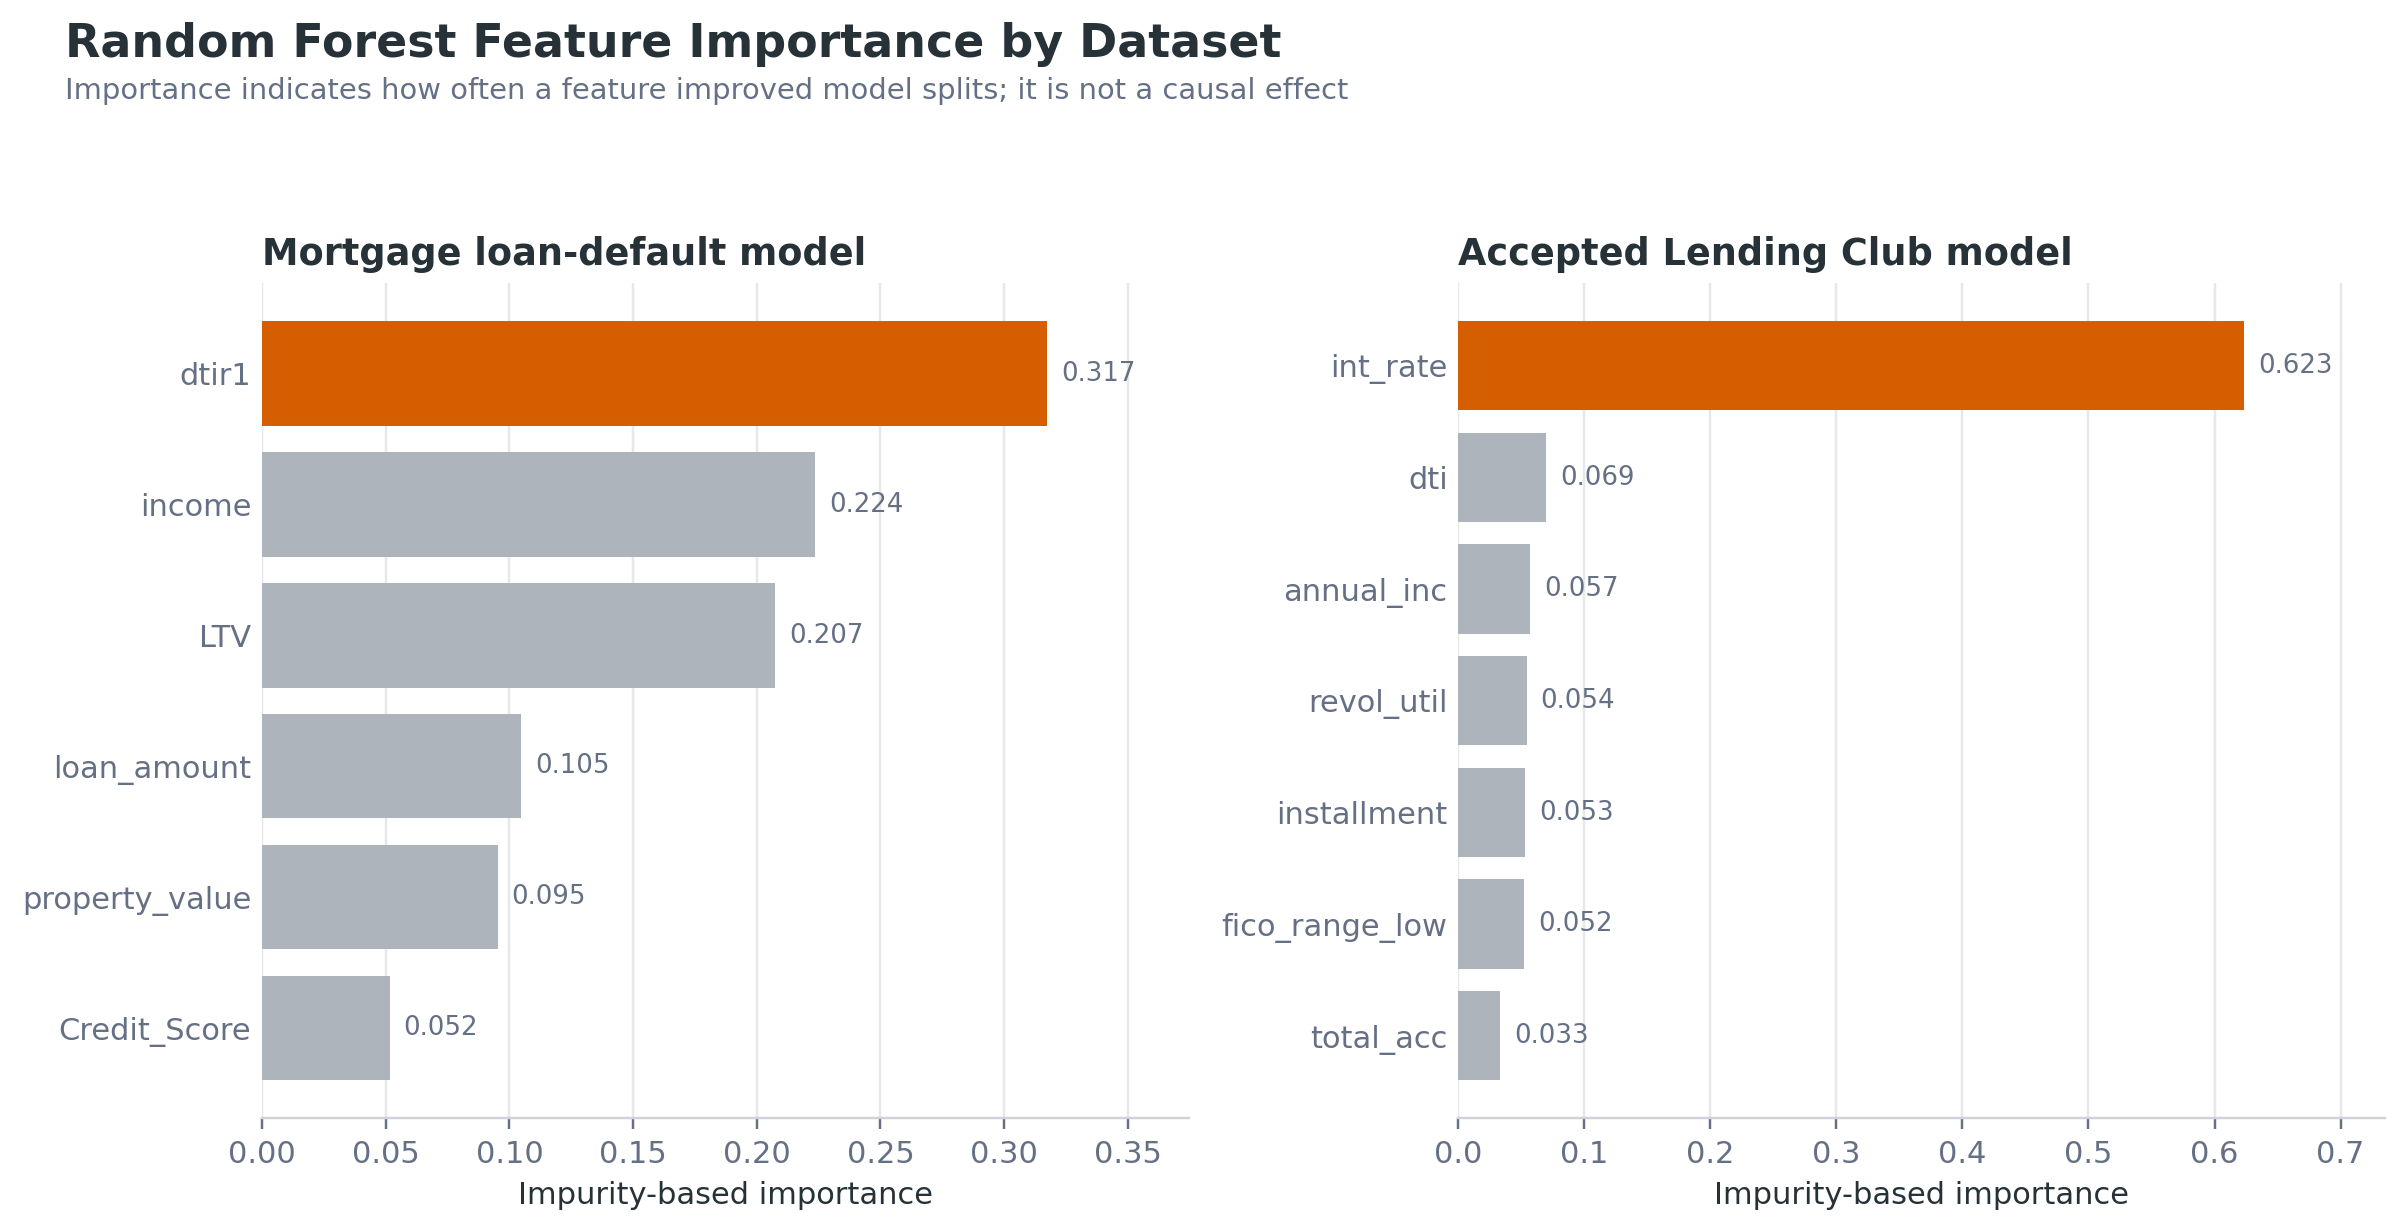 Random Forest Feature Importance by Dataset
Importance indicates how often a feature improved model splits; it is not a causal effect
Mortgage loan-default model
dtir1 0.317
income 0.224
LTV 0.207
loan_amount 0.105
property_value 0.095
Credit_Score 0.052
0.00 0.05 0.10 0.15 0.20 0.25 0.30 0.35
Impurity-based importance
Accepted Lending Club model
int_rate 0.623
dti 0.069
annual_inc 0.057
revol_util 0.054
installment 0.053
fico_range_low 0.052
total_acc 0.033
0.0 0.1 0.2 0.3 0.4 0.5 0.6 0.7
Impurity-based importance